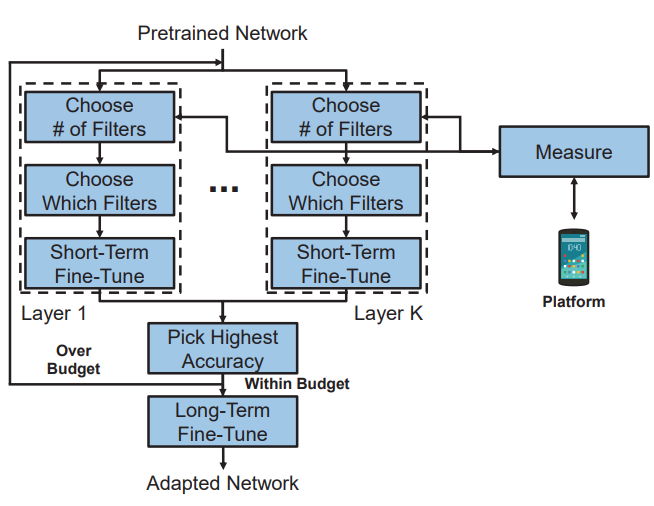 Pretrained Network
Choose
# of Filters
Choose
Which Filters
Short-Term
Fine-Tune
Layer 1
...
Choose
# of Filters
Choose
Which Filters
Short-Term
Fine-Tune
Layer K
Measure
10:40
Platform
Pick Highest
Accuracy
Over
Budget
Within Budget
Long-Term
Fine-Tune
Adapted Network